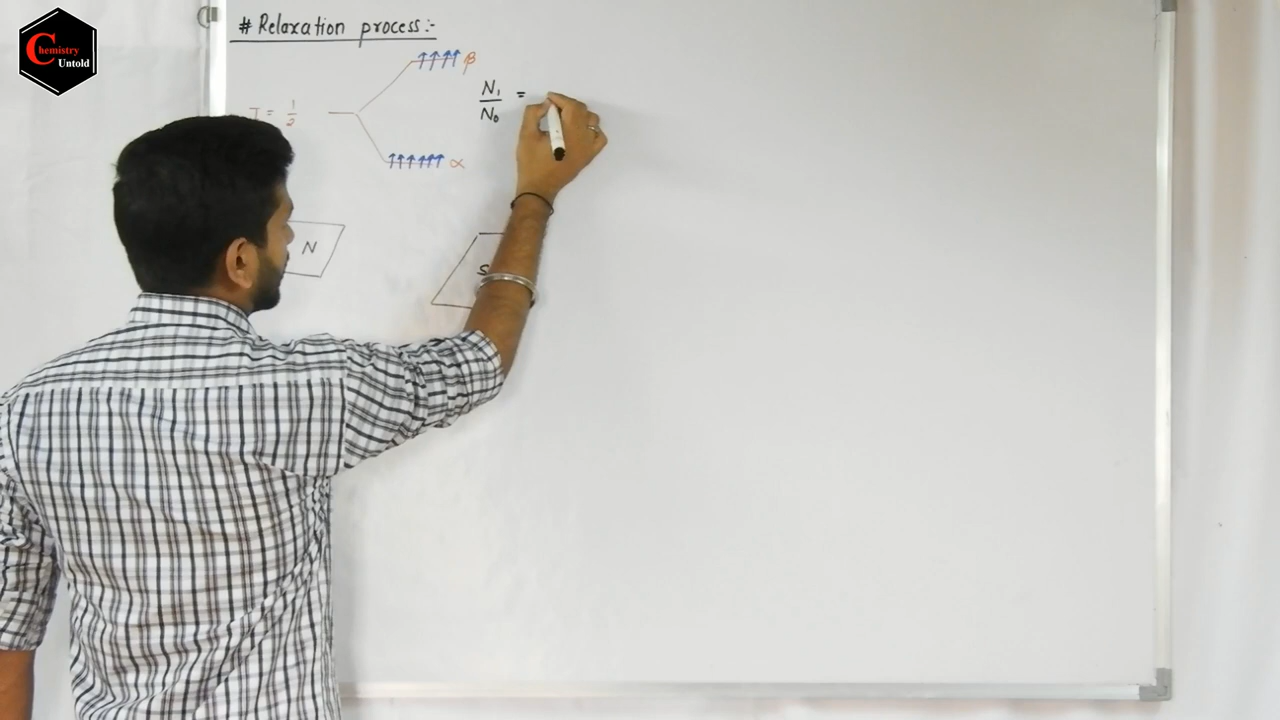 Chemistry
Untold
# Relaxation process:-
β
I = 1/2
N₁/N₀ =
α
N
S